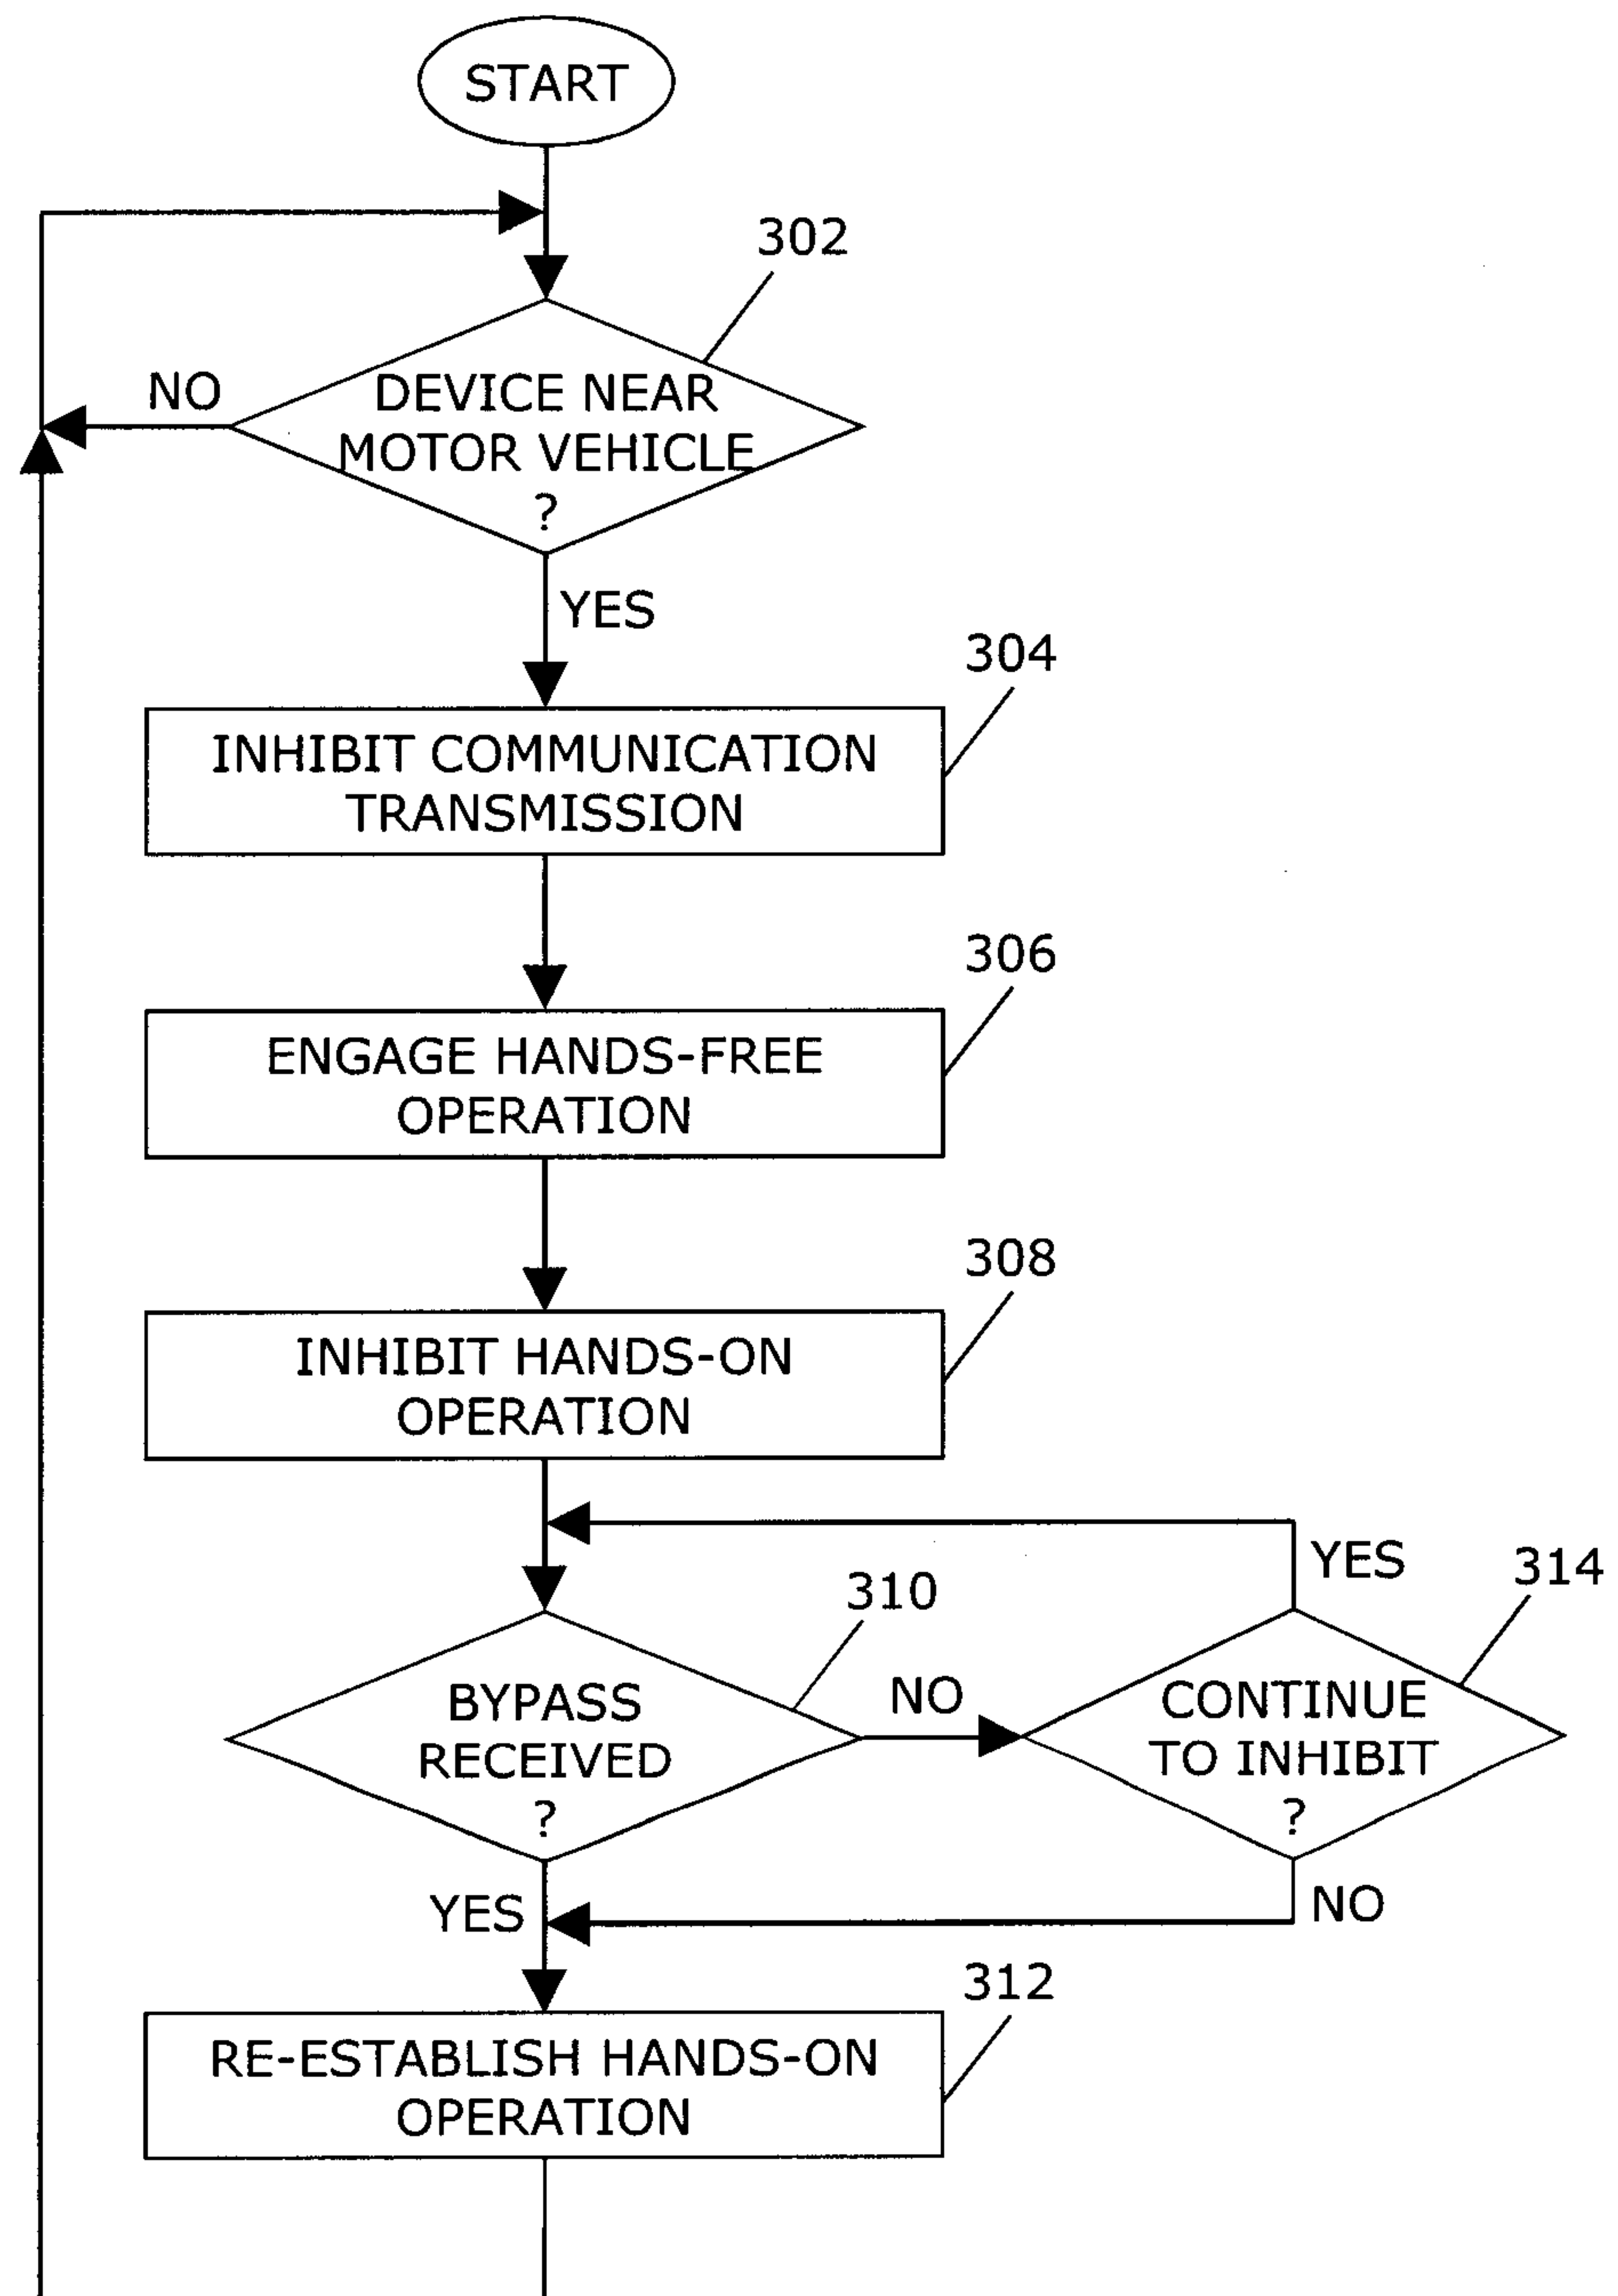 START
302
NO
DEVICE NEAR
MOTOR VEHICLE
?
YES
304
INHIBIT COMMUNICATION
TRANSMISSION
306
ENGAGE HANDS-FREE
OPERATION
308
INHIBIT HANDS-ON
OPERATION
YES
314
310
BYPASS
RECEIVED
?
NO
CONTINUE
TO INHIBIT
?
YES
NO
312
RE-ESTABLISH HANDS-ON
OPERATION